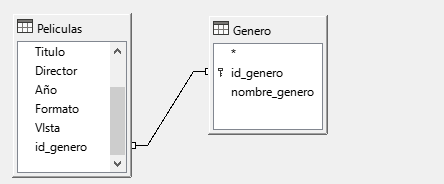 Peliculas
Titulo
Director
Año
Formato
VIsta
id_genero
Genero
*
id_genero
nombre_genero